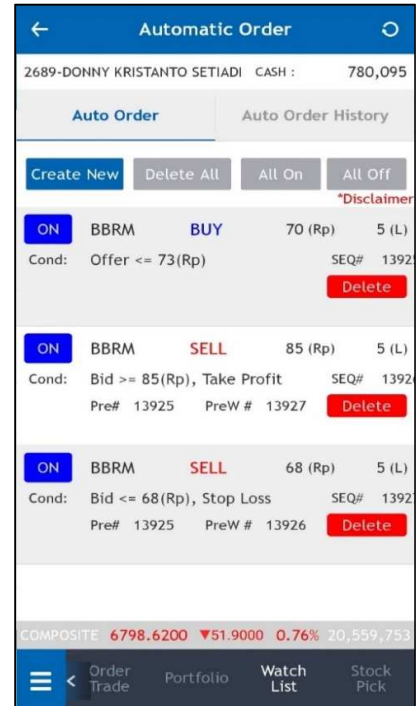 Automatic Order
2689-DONNY KRISTANTO SETIADI CASH : 780,095
Auto Order Auto Order History
Create New Delete All All On All Off
*Disclaimer
ON BBRM BUY 70 (Rp) 5 (L)
Cond: Offer <= 73(Rp) SEQ# 13925
Delete
ON BBRM SELL 85 (Rp) 5 (L)
Cond: Bid >= 85(Rp), Take Profit SEQ# 1392
Pre# 13925 PreW # 13927 Delete
ON BBRM SELL 68 (Rp) 5 (L)
Cond: Bid <= 68(Rp), Stop Loss SEQ# 1392
Pre# 13925 PreW # 13926 Delete
COMPOSITE 6798.6200 ▼51.9000 0.76% 20,559,753
Order Trade Portfolio Watch List Stock Pick